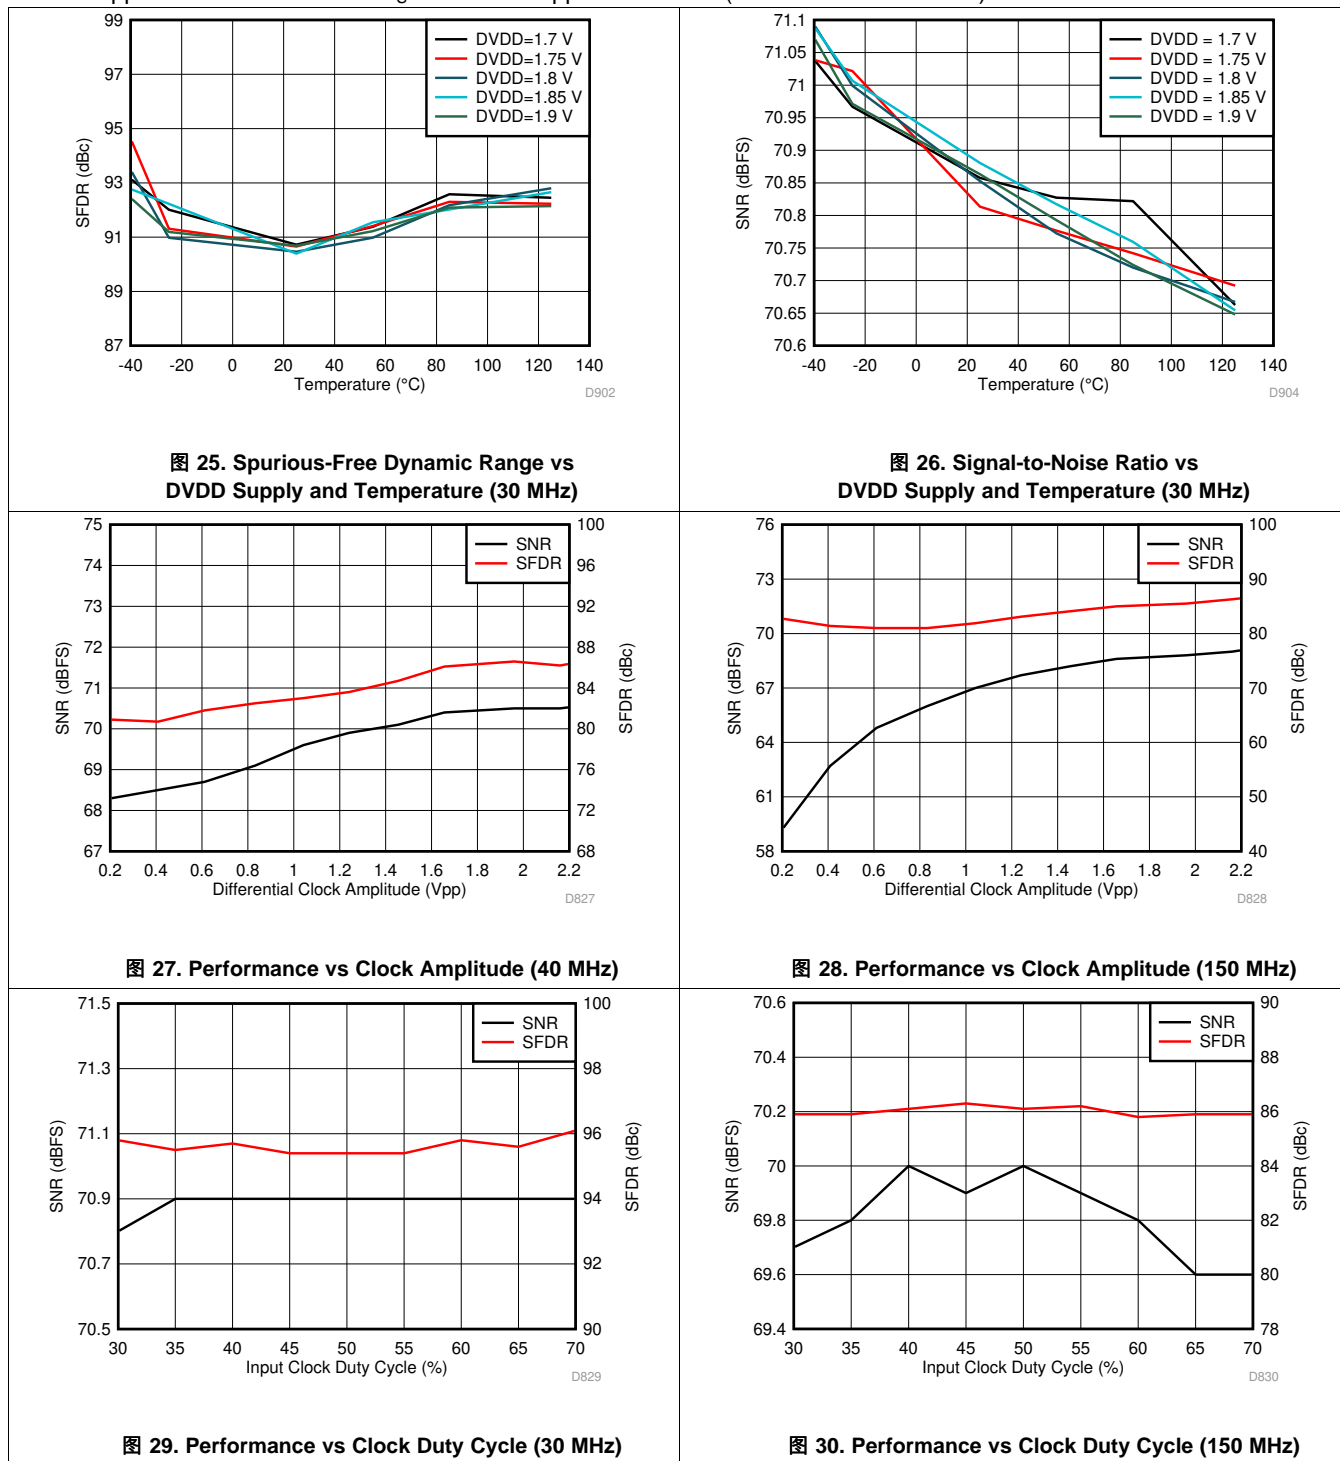 99
97
95
93
91
89
87
SFDR (dBc)
DVDD=1.7 V
DVDD=1.75 V
DVDD=1.8 V
DVDD=1.85 V
DVDD=1.9 V
-40 -20 0 20 40 60 80 100 120 140
Temperature (°C)
D902
图 25. Spurious-Free Dynamic Range vs
DVDD Supply and Temperature (30 MHz)
71.1
71.05
71
70.95
70.9
70.85
70.8
70.75
70.7
70.65
70.6
SNR (dBFS)
DVDD = 1.7 V
DVDD = 1.75 V
DVDD = 1.8 V
DVDD = 1.85 V
DVDD = 1.9 V
-40 -20 0 20 40 60 80 100 120 140
Temperature (°C)
D904
图 26. Signal-to-Noise Ratio vs
DVDD Supply and Temperature (30 MHz)
75
74
73
72
71
70
69
68
67
SNR (dBFS)
SNR
SFDR
100
96
92
88
84
80
76
72
68
SFDR (dBc)
0.2 0.4 0.6 0.8 1 1.2 1.4 1.6 1.8 2 2.2
Differential Clock Amplitude (Vpp)
D827
图 27. Performance vs Clock Amplitude (40 MHz)
76
73
70
67
64
61
58
SNR (dBFS)
SNR
SFDR
100
90
80
70
60
50
40
SFDR (dBc)
0.2 0.4 0.6 0.8 1 1.2 1.4 1.6 1.8 2 2.2
Differential Clock Amplitude (Vpp)
D828
图 28. Performance vs Clock Amplitude (150 MHz)
71.5
71.3
71.1
70.9
70.7
70.5
SNR (dBFS)
SNR
SFDR
100
98
96
94
92
90
SFDR (dBc)
30 35 40 45 50 55 60 65 70
Input Clock Duty Cycle (%)
D829
图 29. Performance vs Clock Duty Cycle (30 MHz)
70.6
70.4
70.2
70
69.8
69.6
69.4
SNR (dBFS)
SNR
SFDR
90
88
86
84
82
80
78
SFDR (dBc)
30 35 40 45 50 55 60 65 70
Input Clock Duty Cycle (%)
D830
图 30. Performance vs Clock Duty Cycle (150 MHz)